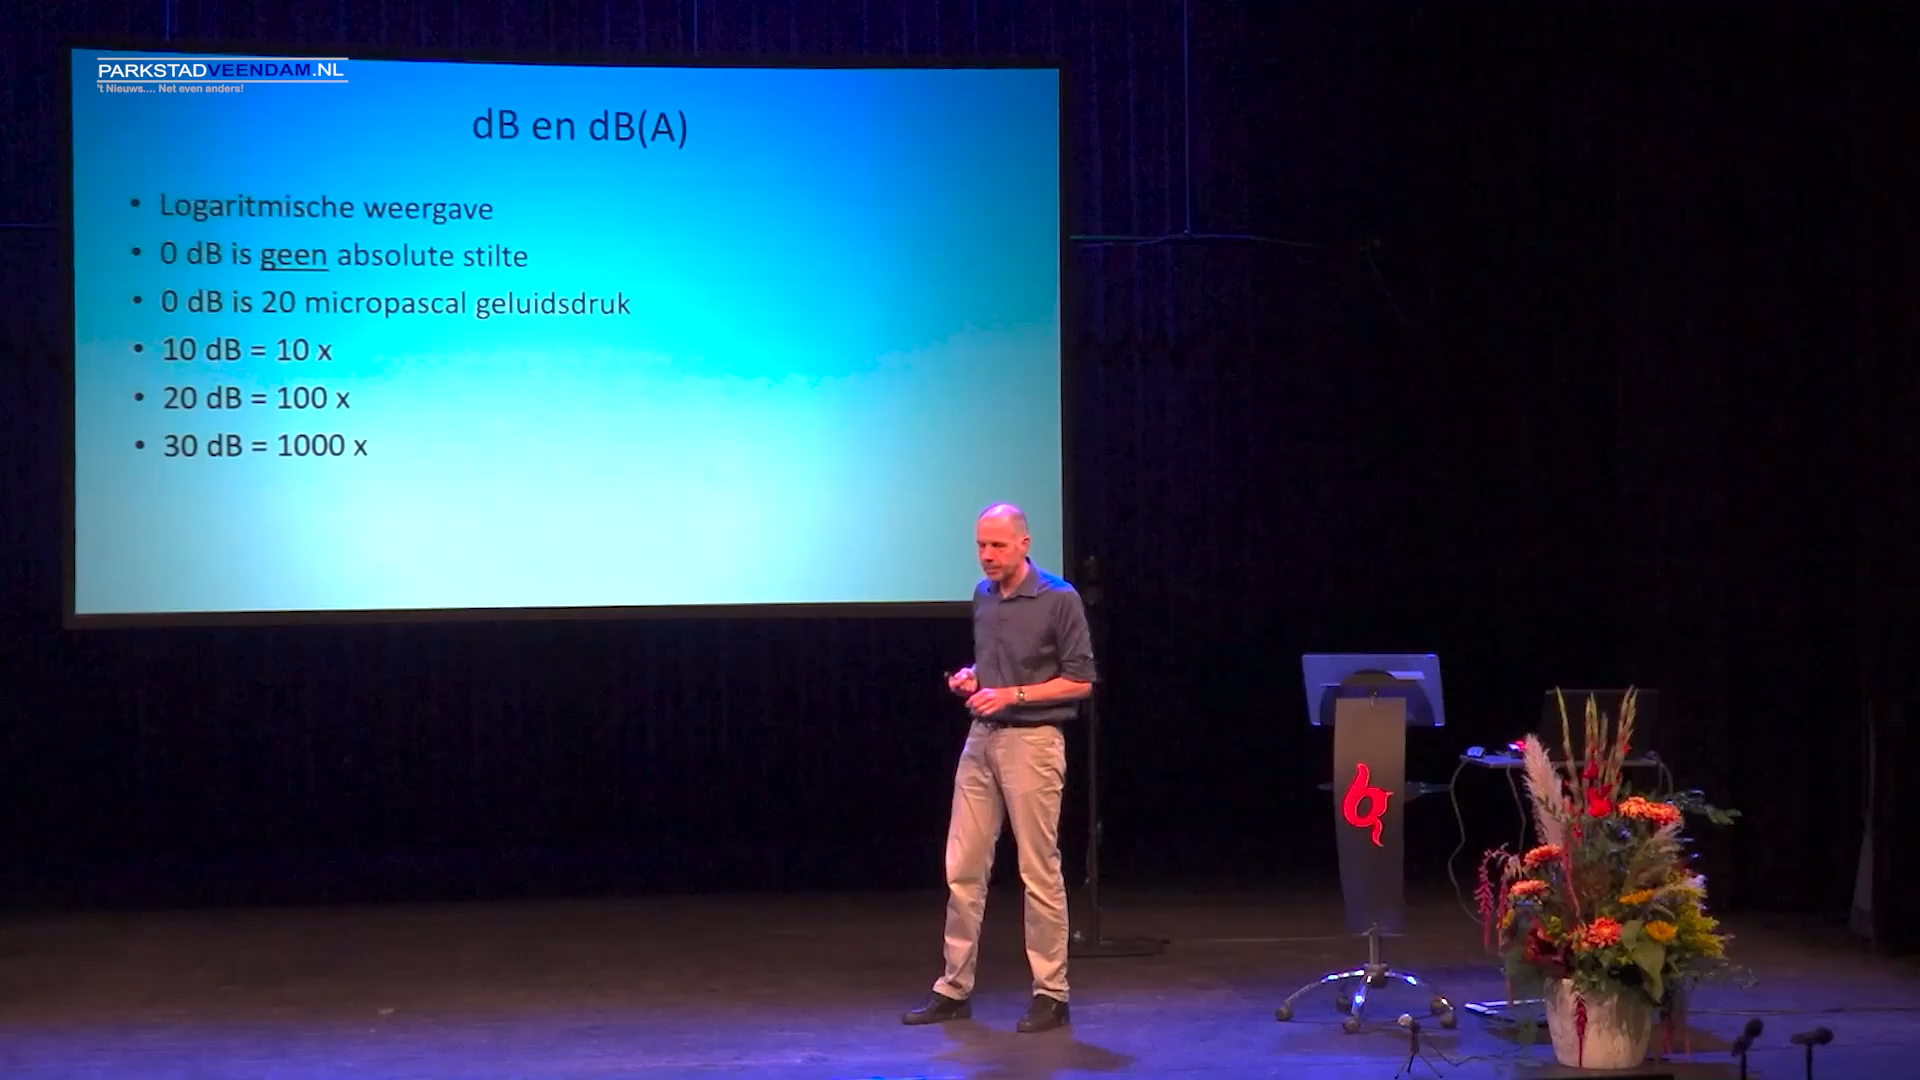 PARKSTADVEENDAM.NL
't Nieuws.... Net even anders!
dB en dB(A)
• Logaritmische weergave
• 0 dB is geen absolute stilte
• 0 dB is 20 micropascal geluidsdruk
• 10 dB = 10 x
• 20 dB = 100 x
• 30 dB = 1000 x